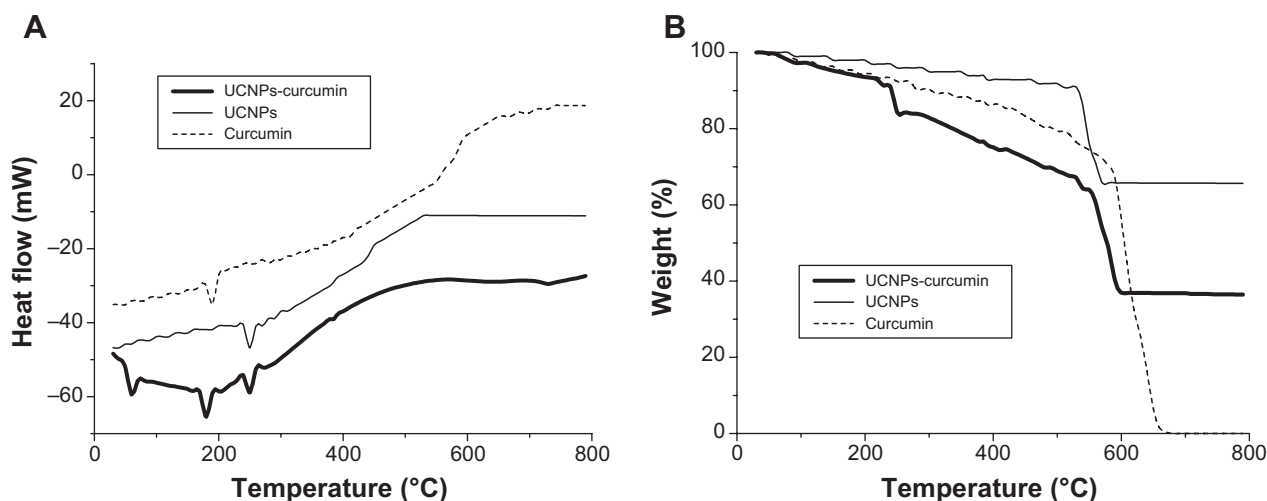 A
UCNPs-curcumin
UCNPs
Curcumin
20
0
–20
–40
–60
Heat flow (mW)
0
200
400
600
800
Temperature (°C)
B
100
80
60
40
20
0
Weight (%)
UCNPs-curcumin
UCNPs
Curcumin
0
200
400
600
800
Temperature (°C)